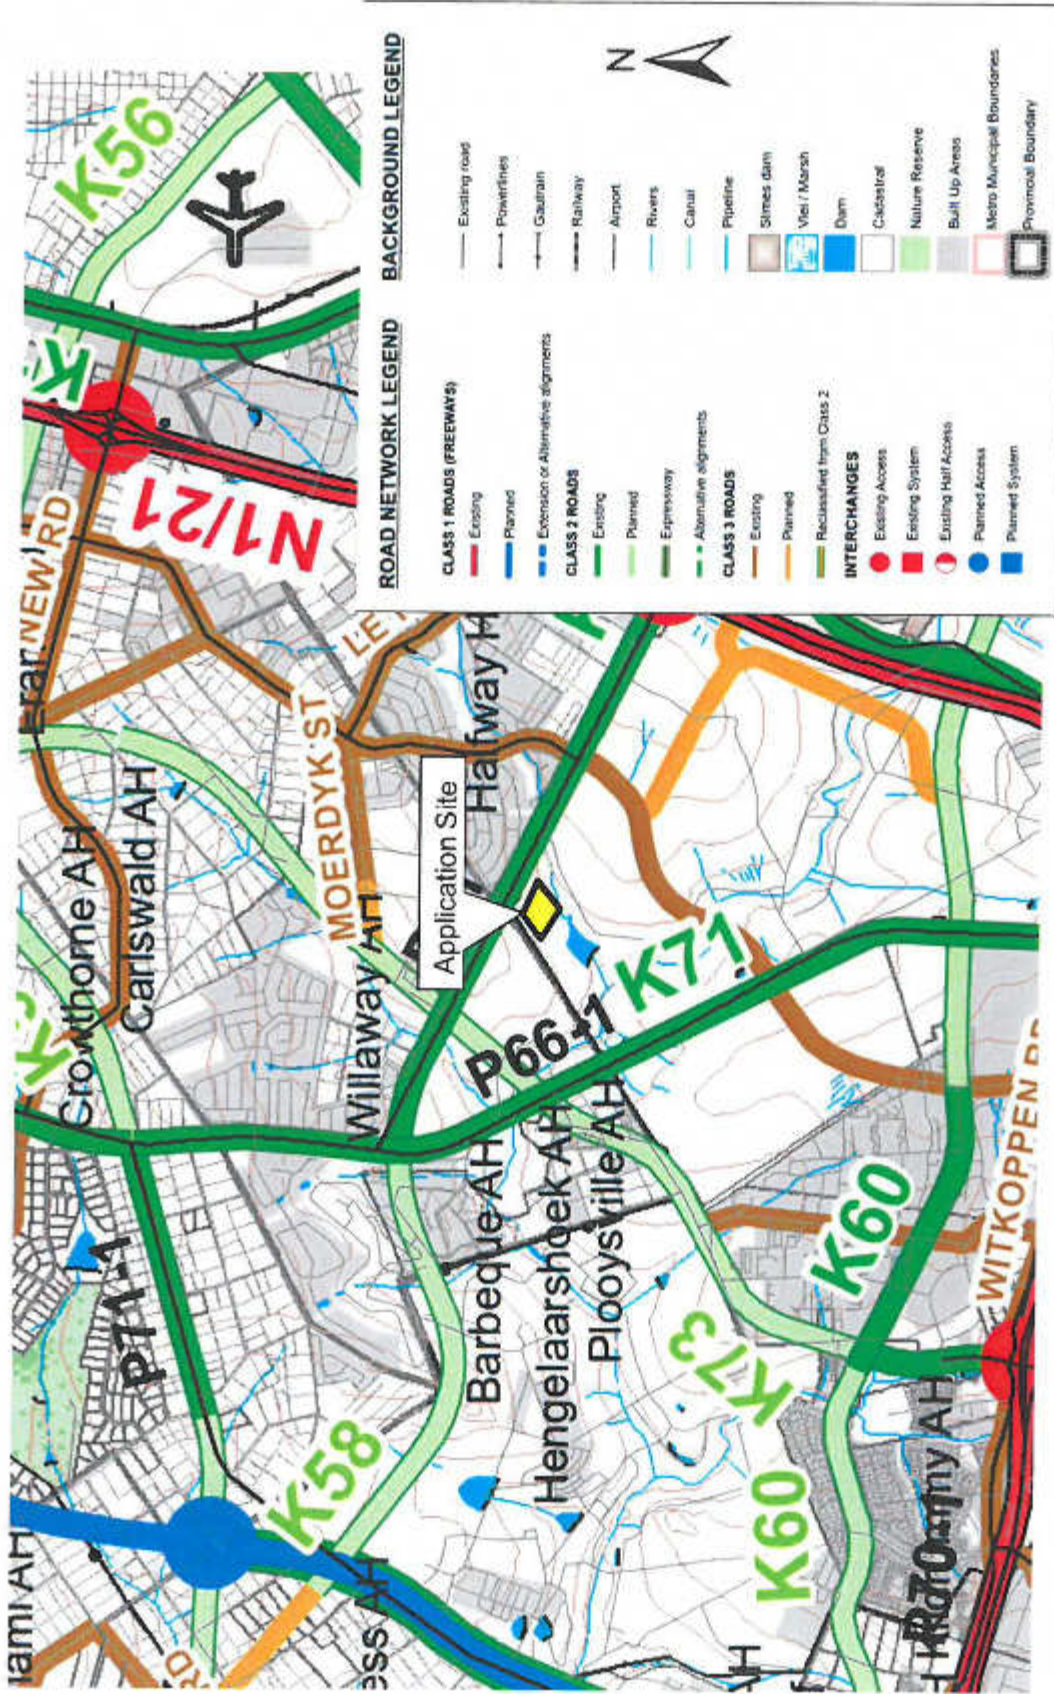 K56
K58
N1/21
NEW RD
Crowthorne AH
Carlswald AH
P71-1
MOERDYK ST
Willaway AH
Application Site
P66-1
K71
Barbeque AH
Hengelaarshoek AH
Plooysville AH
K73
K60
K60
WITKOPPEN RD
RD
ROAD NETWORK LEGEND
CLASS 1 ROADS (FREEWAYS)
Existing
Planned
Extension or Alternative alignments
CLASS 2 ROADS
Existing
Planned
Expressway
Alternative alignments
CLASS 3 ROADS
Existing
Planned
Reclassified from Class 2
INTERCHANGES
Existing Access
Existing System
Existing Half Access
Planned Access
Planned System
BACKGROUND LEGEND
Existing road
Powerlines
Gautrain
Railway
Airport
Rivers
Canal
Pipeline
Slimes dam
Vlei / Marsh
Dam
Cadastral
Nature Reserve
Built Up Areas
Metro Municipal Boundaries
Provincial Boundary
N